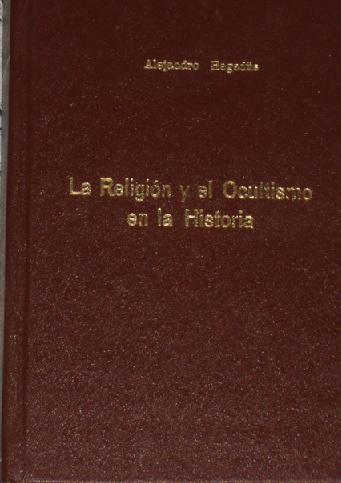 Alejandro Hegedüs
La Religión y el Ocultismo
en la Historia